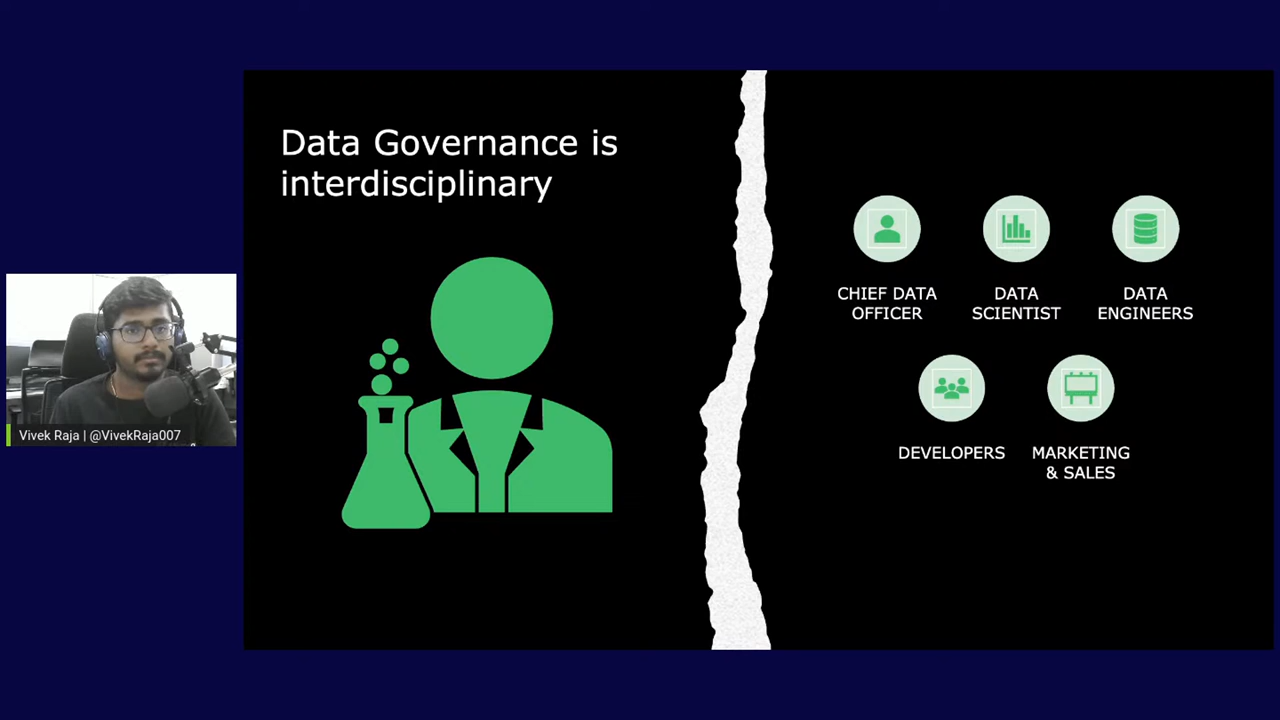 Data Governance is
interdisciplinary
CHIEF DATA
OFFICER
DATA
SCIENTIST
DATA
ENGINEERS
DEVELOPERS
MARKETING
& SALES
Vivek Raja | @VivekRaja007